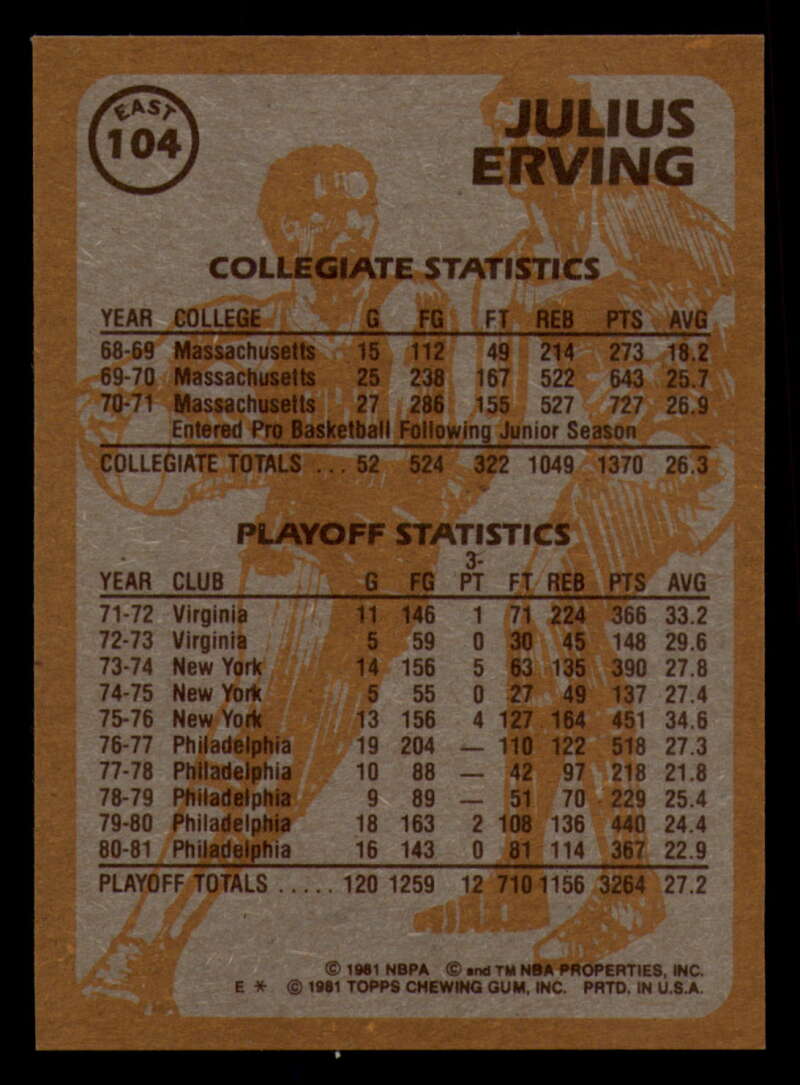 EAST
104
JULIUS
ERVING
COLLEGIATE STATISTICS
YEAR COLLEGE G FG FT REB PTS AVG
68-69 Massachusetts 15 112 49 214 273 18.2
69-70 Massachusetts 25 238 167 522 643 25.7
70-71 Massachusetts 27 286 155 527 727 26.9
Entered Pro Basketball Following Junior Season
COLLEGIATE TOTALS ... 52 524 322 1049 1370 26.3
PLAYOFF STATISTICS
3-
YEAR CLUB G FG PT FT REB PTS AVG
71-72 Virginia 11 146 1 71 224 366 33.2
72-73 Virginia 5 59 0 30 45 148 29.6
73-74 New York 14 156 5 63 135 390 27.8
74-75 New York 5 55 0 27 49 137 27.4
75-76 New York 13 156 4 127 164 451 34.6
76-77 Philadelphia 19 204 — 110 122 518 27.3
77-78 Philadelphia 10 88 — 42 97 218 21.8
78-79 Philadelphia 9 89 — 51 70 229 25.4
79-80 Philadelphia 18 163 2 108 136 440 24.4
80-81 Philadelphia 16 143 0 81 114 367 22.9
PLAYOFF TOTALS ..... 120 1259 12 710 1156 3264 27.2
© 1981 NBPA © and TM NBA PROPERTIES, INC.
E * © 1981 TOPPS CHEWING GUM, INC. PRTD. IN U.S.A.